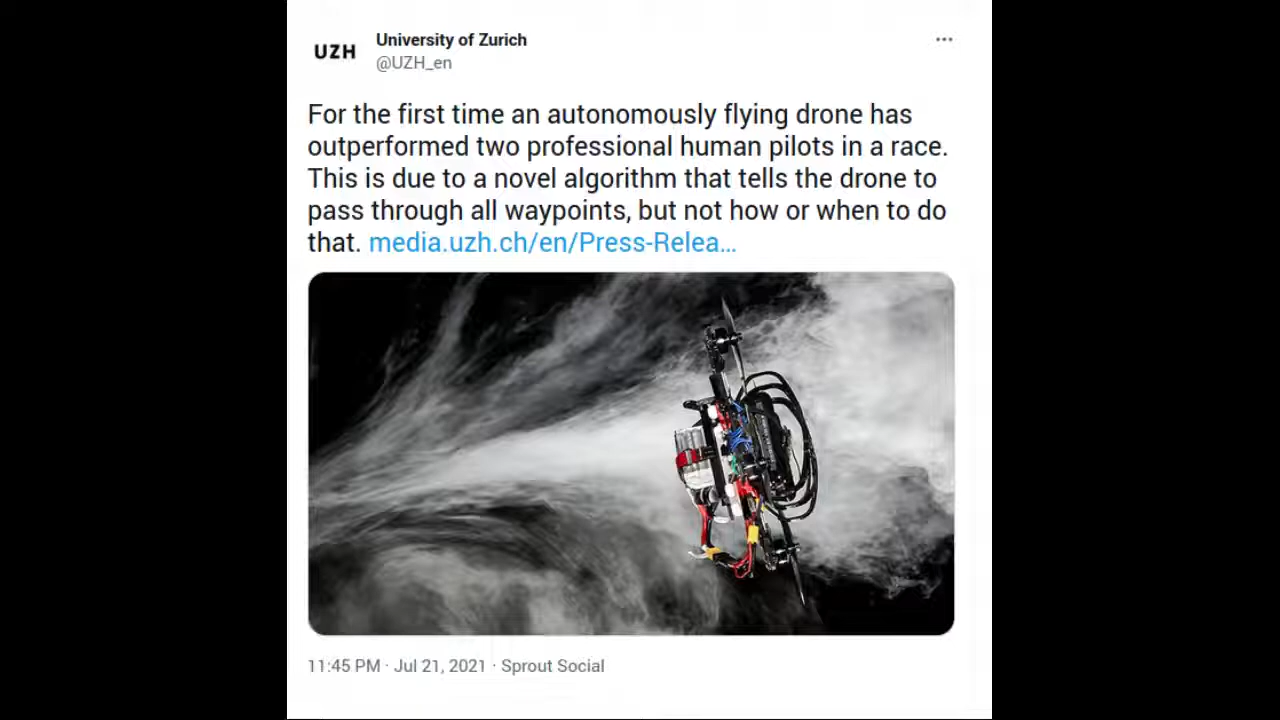 UZH
University of Zurich
@UZH_en
For the first time an autonomously flying drone has
outperformed two professional human pilots in a race.
This is due to a novel algorithm that tells the drone to
pass through all waypoints, but not how or when to do
that. media.uzh.ch/en/Press-Relea…
11:45 PM · Jul 21, 2021 · Sprout Social